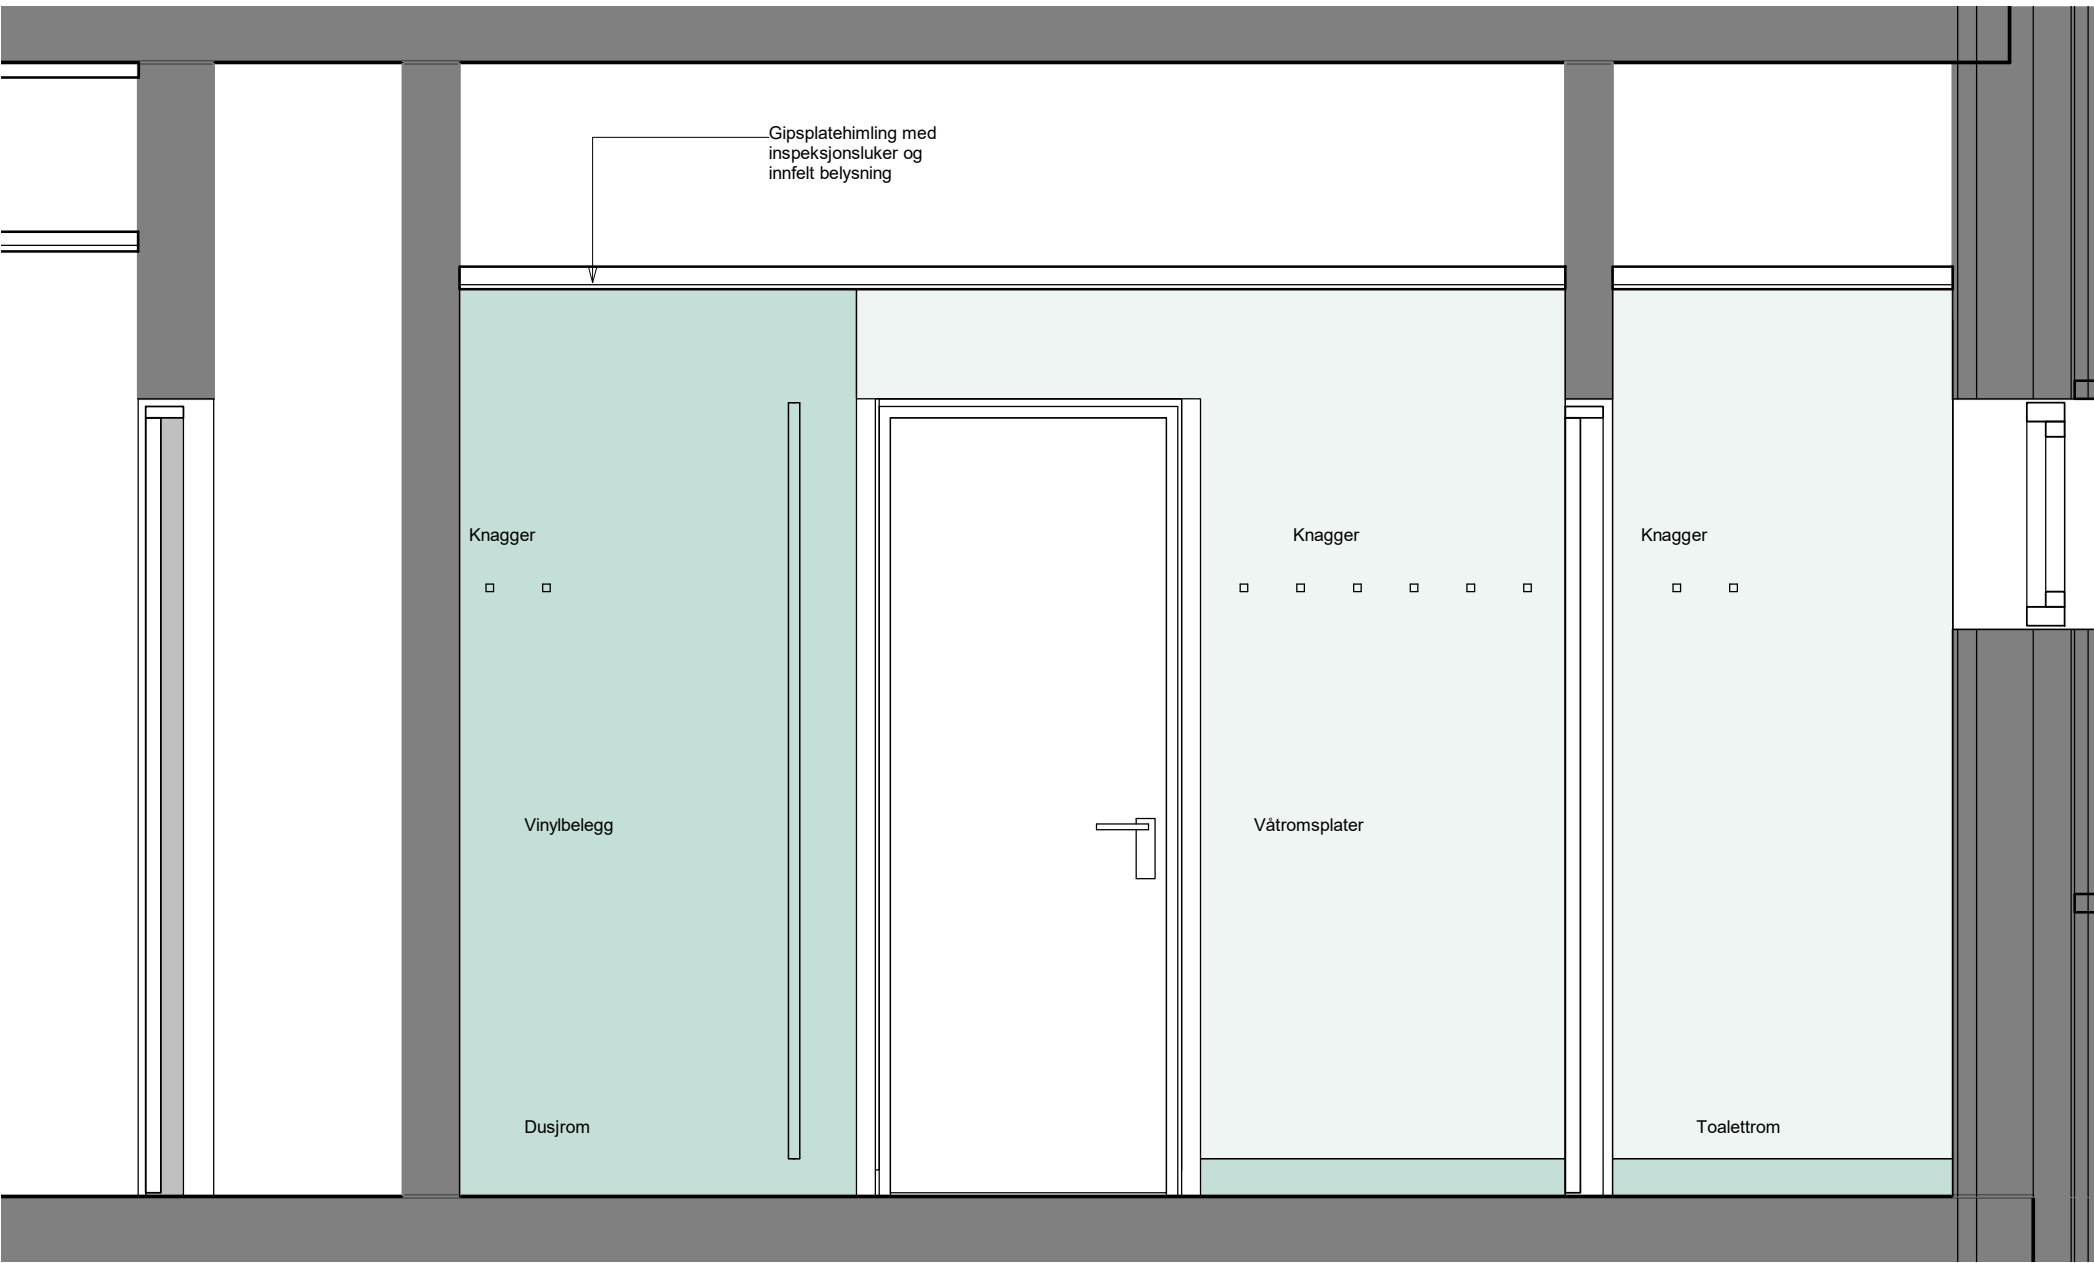 Gipsplatehimling med
inspeksjonsluker og
innfelt belysning
Knagger
Knagger
Knagger
Vinylbelegg
Våtromsplater
Dusjrom
Toalettrom